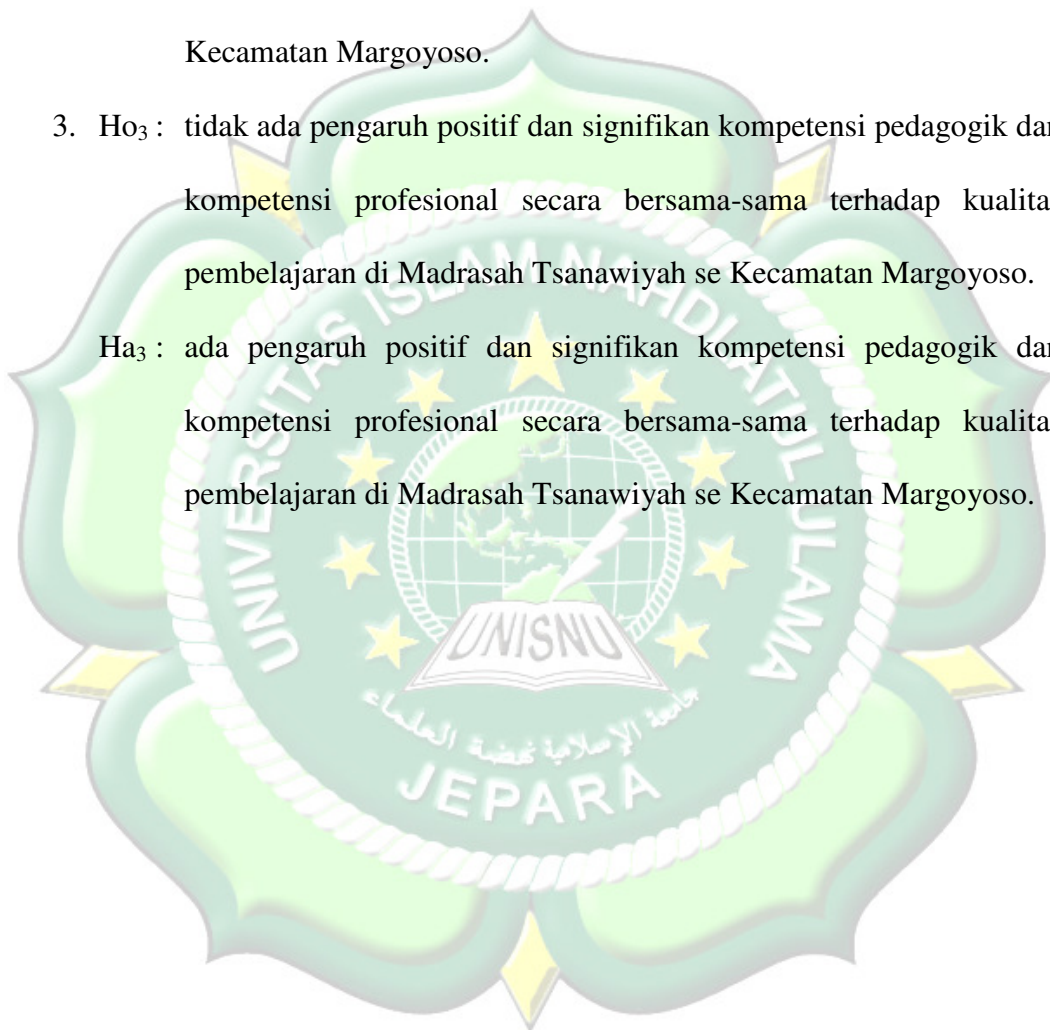 Kecamatan Margoyoso.
3. Ho₃ : tidak ada pengaruh positif dan signifikan kompetensi pedagogik dan
kompetensi profesional secara bersama-sama terhadap kualita
pembelajaran di Madrasah Tsanawiyah se Kecamatan Margoyoso.
Ha₃ : ada pengaruh positif dan signifikan kompetensi pedagogik dan
kompetensi profesional secara bersama-sama terhadap kualita
pembelajaran di Madrasah Tsanawiyah se Kecamatan Margoyoso.
UNIVERSITAS ISLAM NAHDLATUL ULAMA
UNISNU
JEPARA